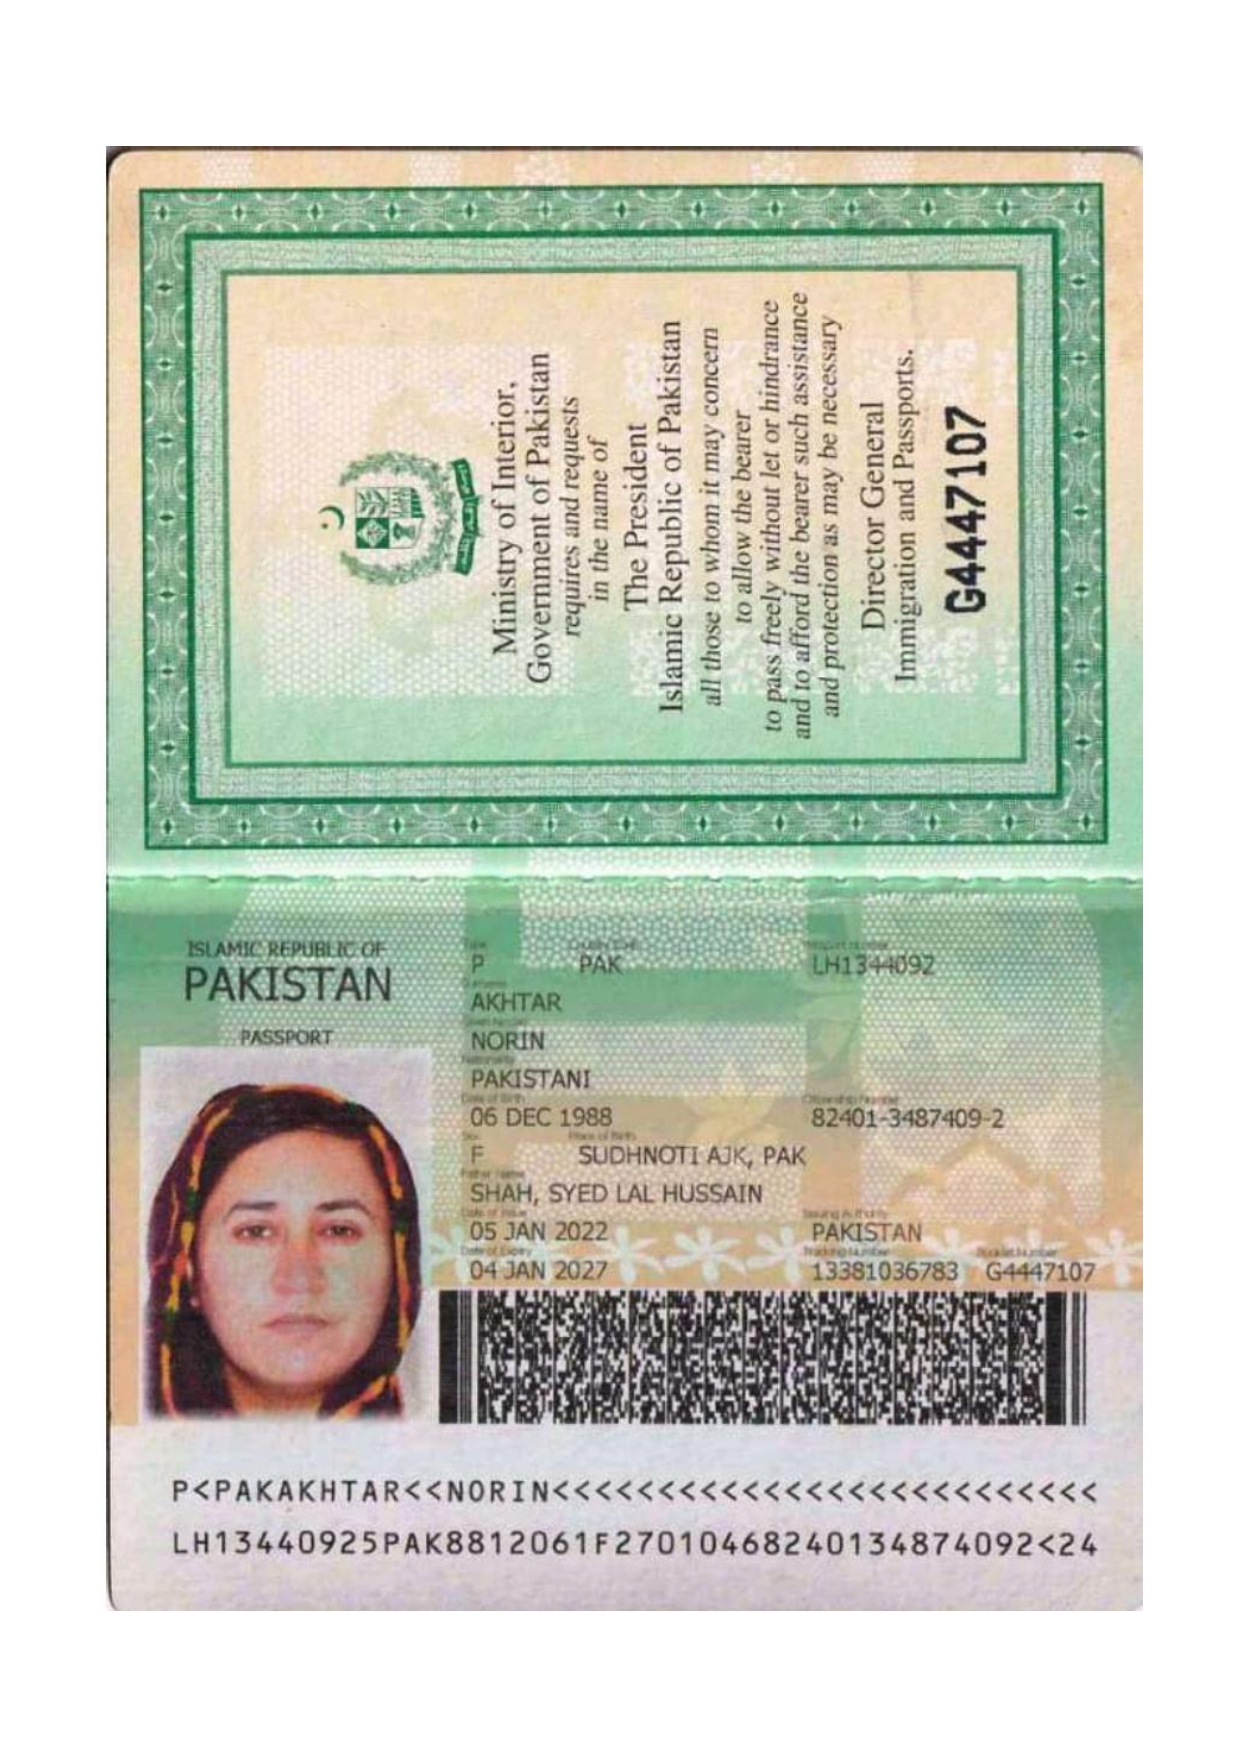 Ministry of Interior,
Government of Pakistan
requires and requests
in the name of
The President
Islamic Republic of Pakistan
all those to whom it may concern
to allow the bearer
to pass freely without let or hindrance
and to afford the bearer such assistance
and protection as may be necessary
Director General
Immigration and Passports.
G4447107
ISLAMIC REPUBLIC OF
PAKISTAN
PASSPORT
Type Country Code Passport Number
P PAK LH1344092
Surname
AKHTAR
Given Names
NORIN
Nationality
PAKISTANI
Date of Birth Citizenship Number
06 DEC 1988 82401-3487409-2
Sex Place of Birth
F SUDHNOTI AJK, PAK
Father Name
SHAH, SYED LAL HUSSAIN
Date of Issue Issuing Authority
05 JAN 2022 PAKISTAN
Date of Expiry Tracking Number Booklet Number
04 JAN 2027 13381036783 G4447107
P<PAKAKHTAR<<NORIN<<<<<<<<<<<<<<<<<<<<<<<<<<
LH13440925PAK8812061F27010468240134874092<24